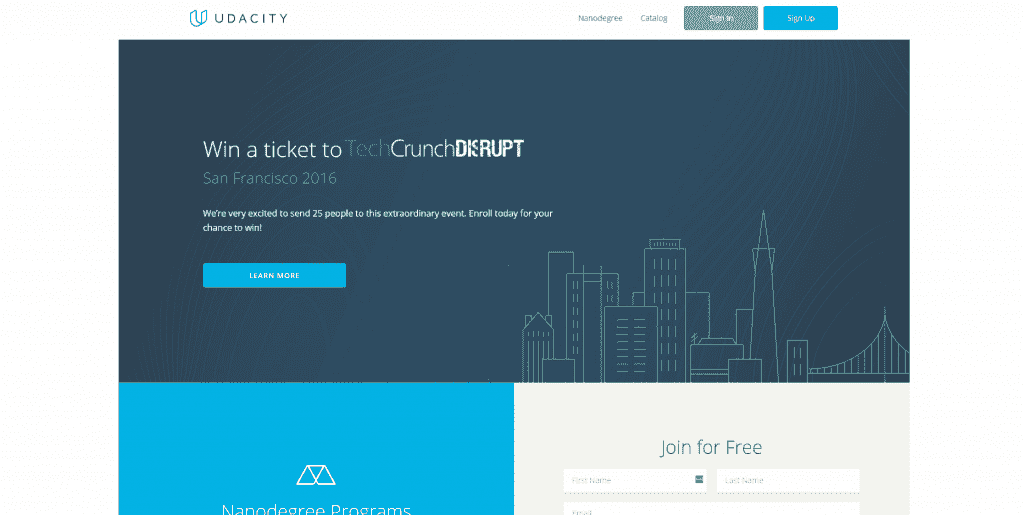 UDACITY
Nanodegree
Catalog
Sign In
Sign Up
Win a ticket to TechCrunch DISRUPT
San Francisco 2016
We're very excited to send 25 people to this extraordinary event. Enroll today for your
chance to win!
LEARN MORE
Nanodegree Programs
Join for Free
First Name
Last Name
Email